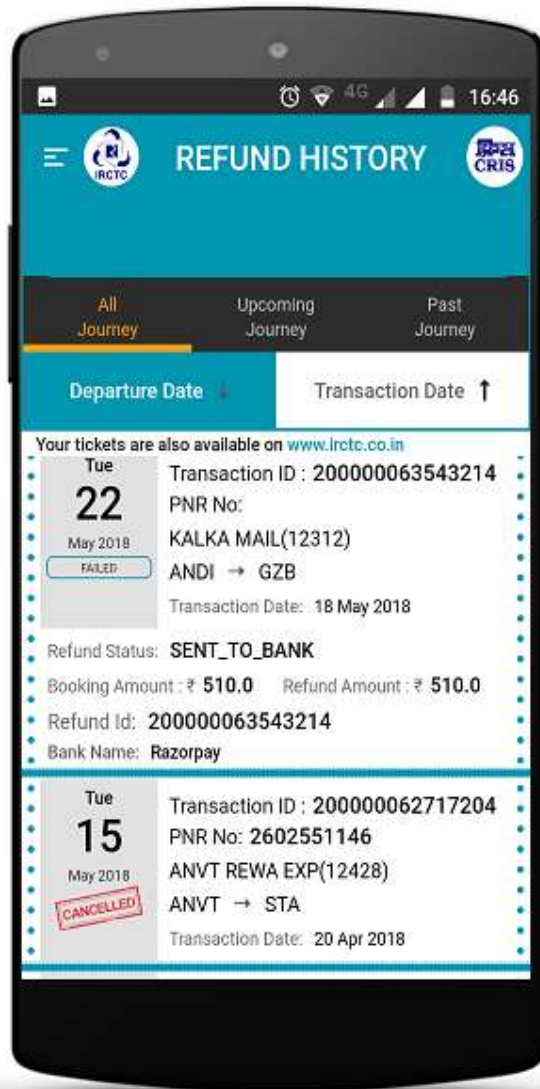 4G 16:46
IRCTC
REFUND HISTORY
क्रिस
CRIS
All
Journey
Upcoming
Journey
Past
Journey
Departure Date ↓
Transaction Date ↑
Your tickets are also available on www.irctc.co.in
Tue
22
May 2018
FAILED
Transaction ID : 200000063543214
PNR No:
KALKA MAIL(12312)
ANDI → GZB
Transaction Date: 18 May 2018
Refund Status: SENT_TO_BANK
Booking Amount : ₹ 510.0 Refund Amount : ₹ 510.0
Refund Id: 200000063543214
Bank Name: Razorpay
Tue
15
May 2018
CANCELLED
Transaction ID : 200000062717204
PNR No: 2602551146
ANVT REWA EXP(12428)
ANVT → STA
Transaction Date: 20 Apr 2018